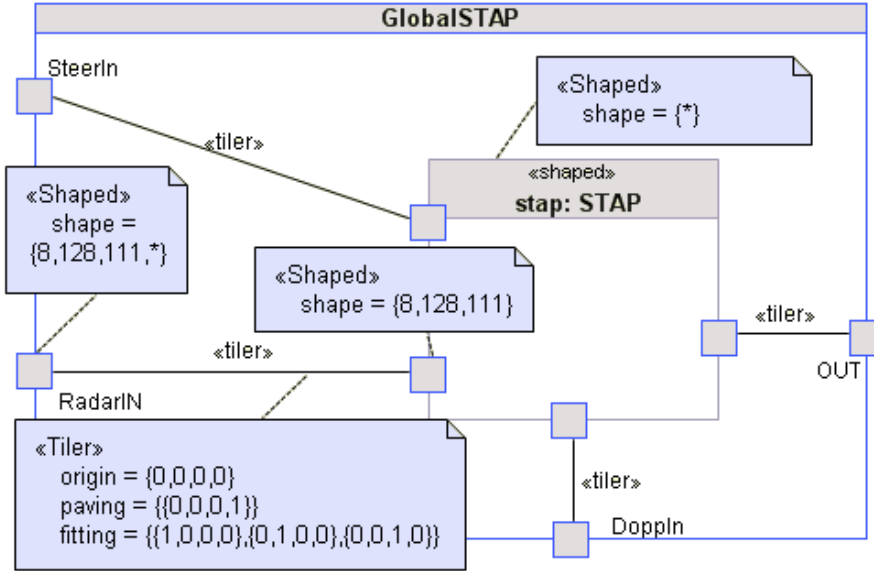 GlobalSTAP
SteerIn
«Shaped»
shape = {*}
«tiler»
«shaped»
stap: STAP
«Shaped»
shape =
{8,128,111,*}
«Shaped»
shape = {8,128,111}
«tiler»
«tiler»
OUT
RadarIN
«Tiler»
origin = {0,0,0,0}
paving = {{0,0,0,1}}
fitting = {{1,0,0,0},{0,1,0,0},{0,0,1,0}}
«tiler»
DoppIn